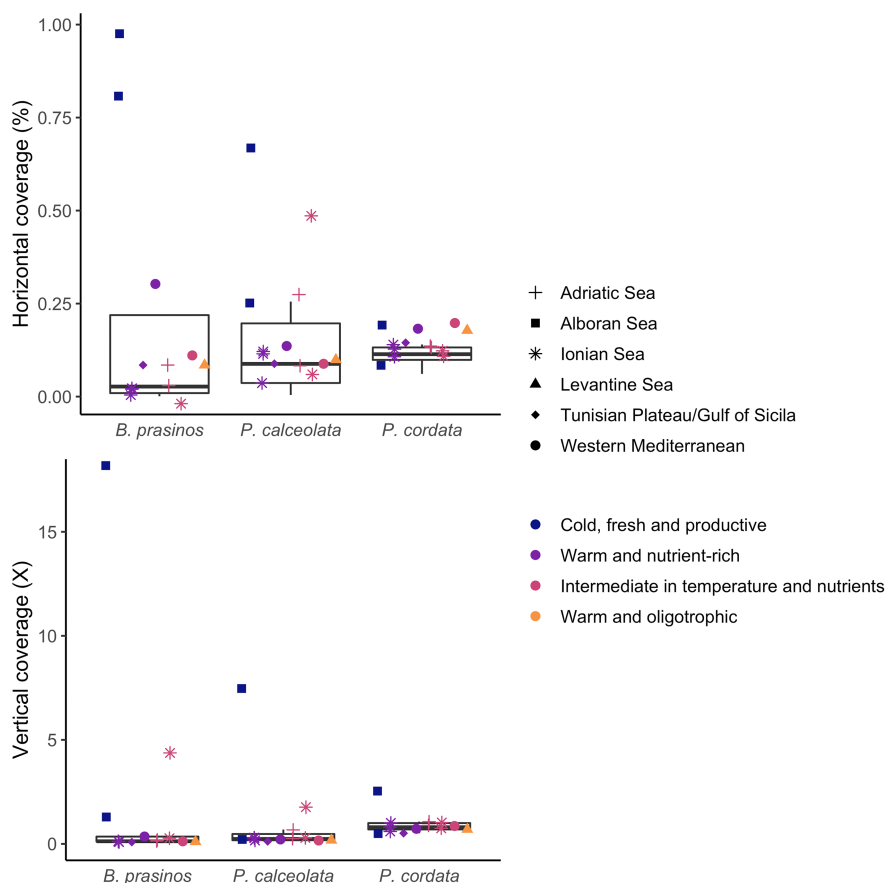 Horizontal coverage (%)
1.00
0.75
0.50
0.25
0.00
B. prasinos
P. calceolata
P. cordata
Adriatic Sea
Alboran Sea
Ionian Sea
Levantine Sea
Tunisian Plateau/Gulf of Sicila
Western Mediterranean
Cold, fresh and productive
Warm and nutrient-rich
Intermediate in temperature and nutrients
Warm and oligotrophic
Vertical coverage (X)
15
10
5
0
B. prasinos
P. calceolata
P. cordata